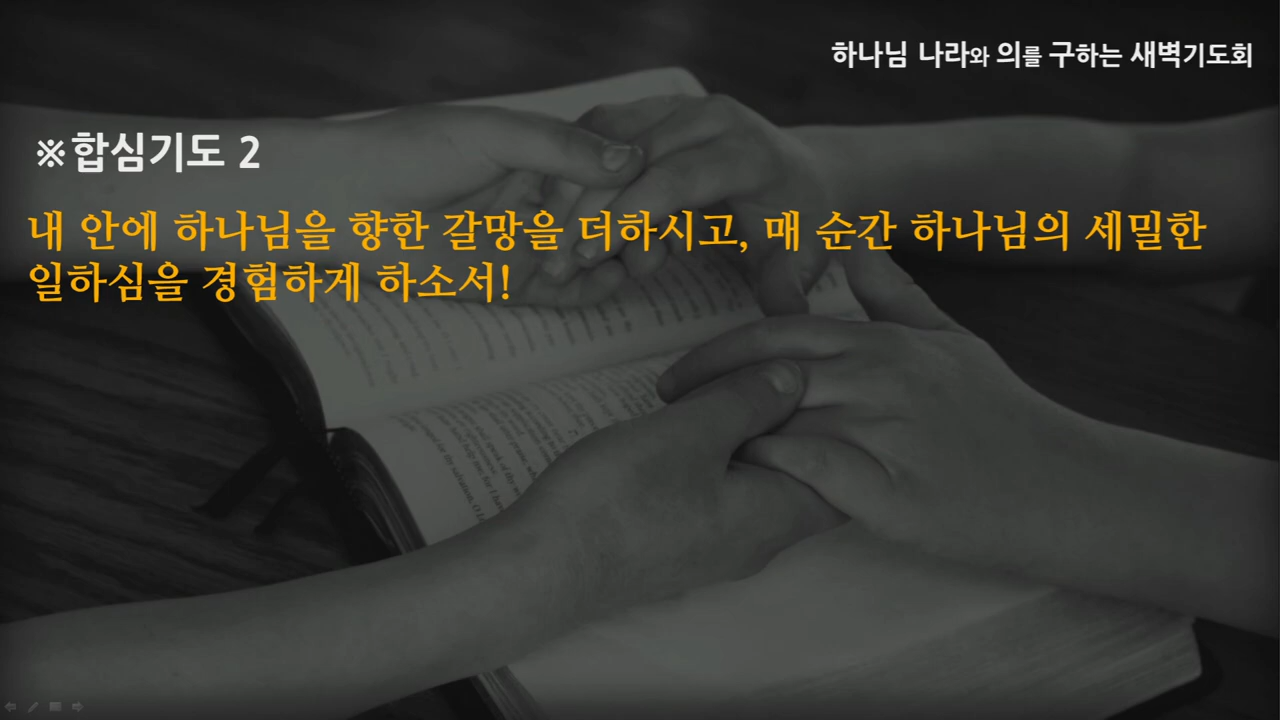 하나님 나라와 의를 구하는 새벽기도회
※합심기도 2
내 안에 하나님을 향한 갈망을 더하시고, 매 순간 하나님의 세밀한
일하심을 경험하게 하소서!